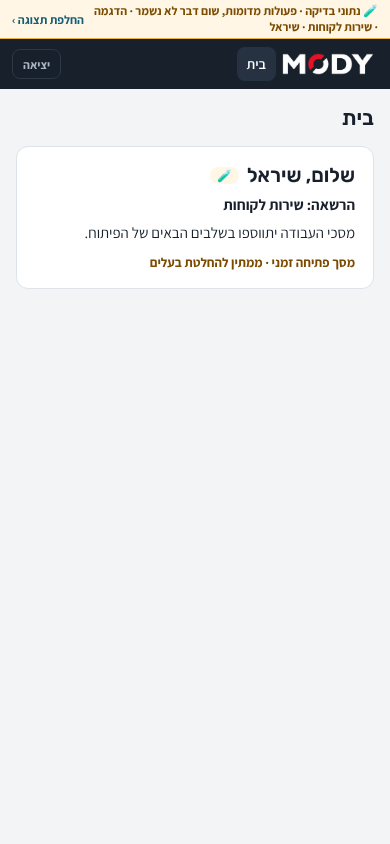 🧪 נתוני בדיקה · פעולות מדומות, שום דבר לא נשמר · הדגמה
· שירות לקוחות · שיראל
החלפת תצוגה ›
MODY
בית
יציאה
בית
שלום, שיראל 🧪
הרשאה: שירות לקוחות
מסכי העבודה יתווספו בשלבים הבאים של הפיתוח.
מסך פתיחה זמני · ממתין להחלטת בעלים